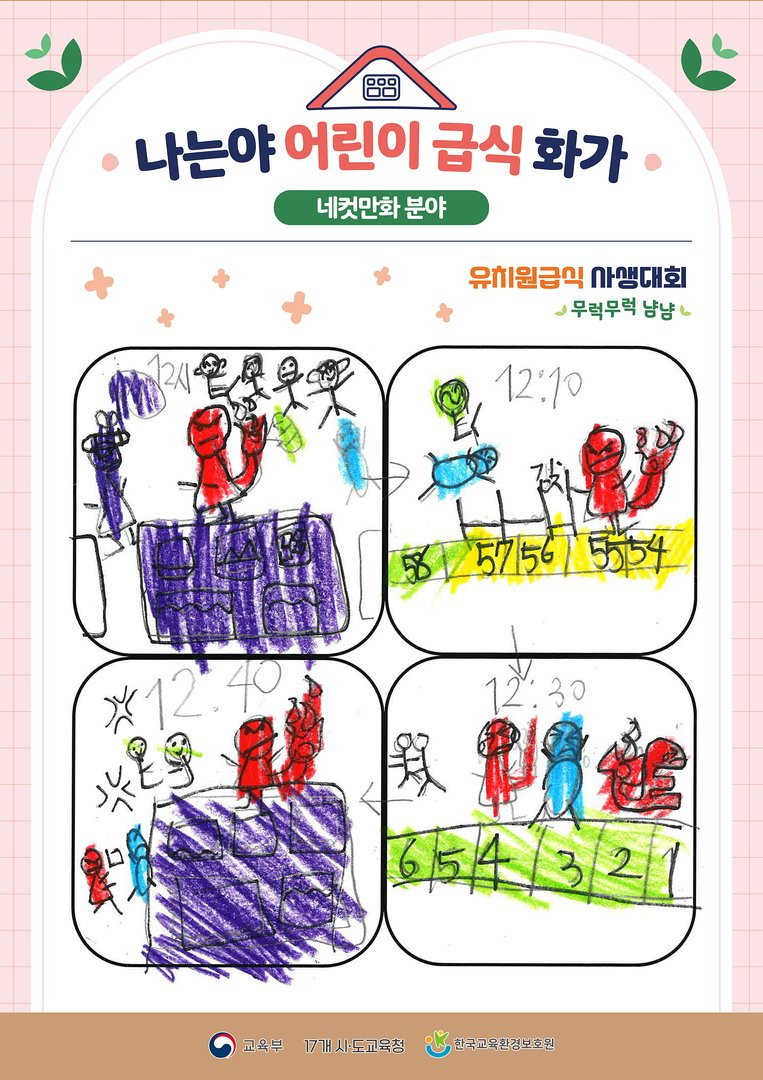 나는야 어린이 급식 화가
네컷만화 분야
유치원급식 사생대회
무럭무럭 냠냠
12시
12:10
김치
58 57 56 55 54
12:30
6 5 4 3 2 1
12.40
교육부 17개 시·도교육청 한국교육환경보호원